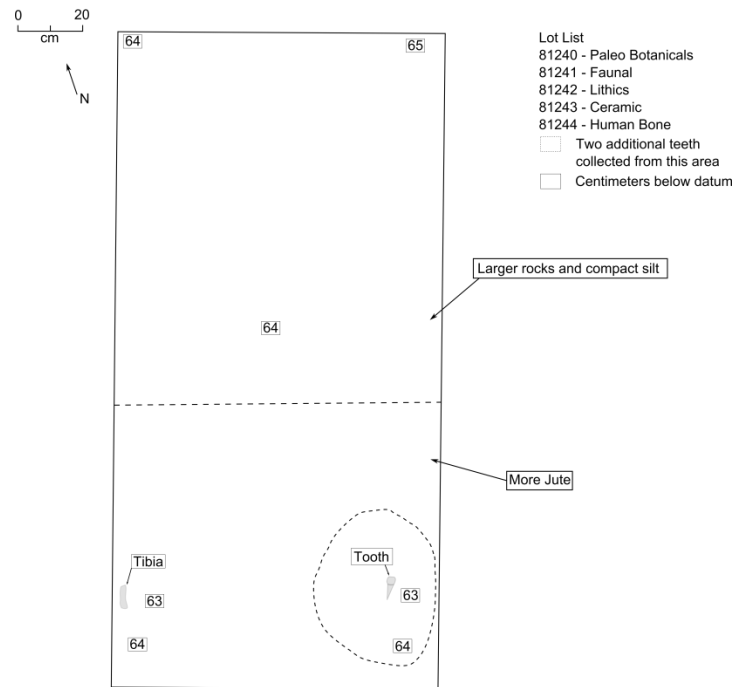 0 20
cm
N
64
65
Lot List
81240 - Paleo Botanicals
81241 - Faunal
81242 - Lithics
81243 - Ceramic
81244 - Human Bone
Two additional teeth
collected from this area
Centimeters below datum
Larger rocks and compact silt
64
More Jute
Tibia
Tooth
63
63
64
64